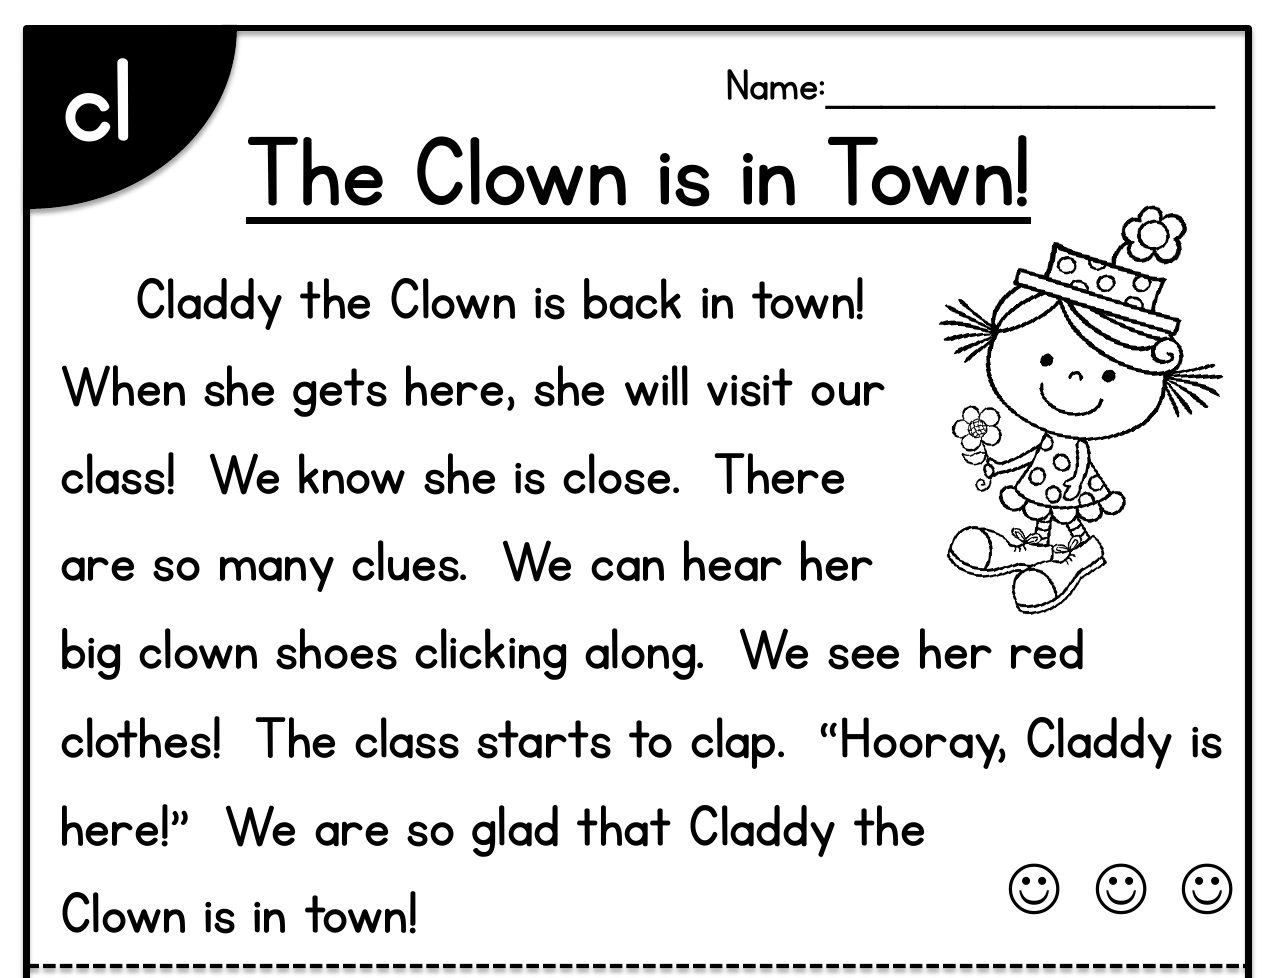 cl
Name:
The Clown is in Town!
Claddy the Clown is back in town!
When she gets here, she will visit our
class!  We know she is close.  There
are so many clues.  We can hear her
big clown shoes clicking along.  We see her red
clothes!  The class starts to clap.  “Hooray, Claddy is
here!”  We are so glad that Claddy the
Clown is in town!